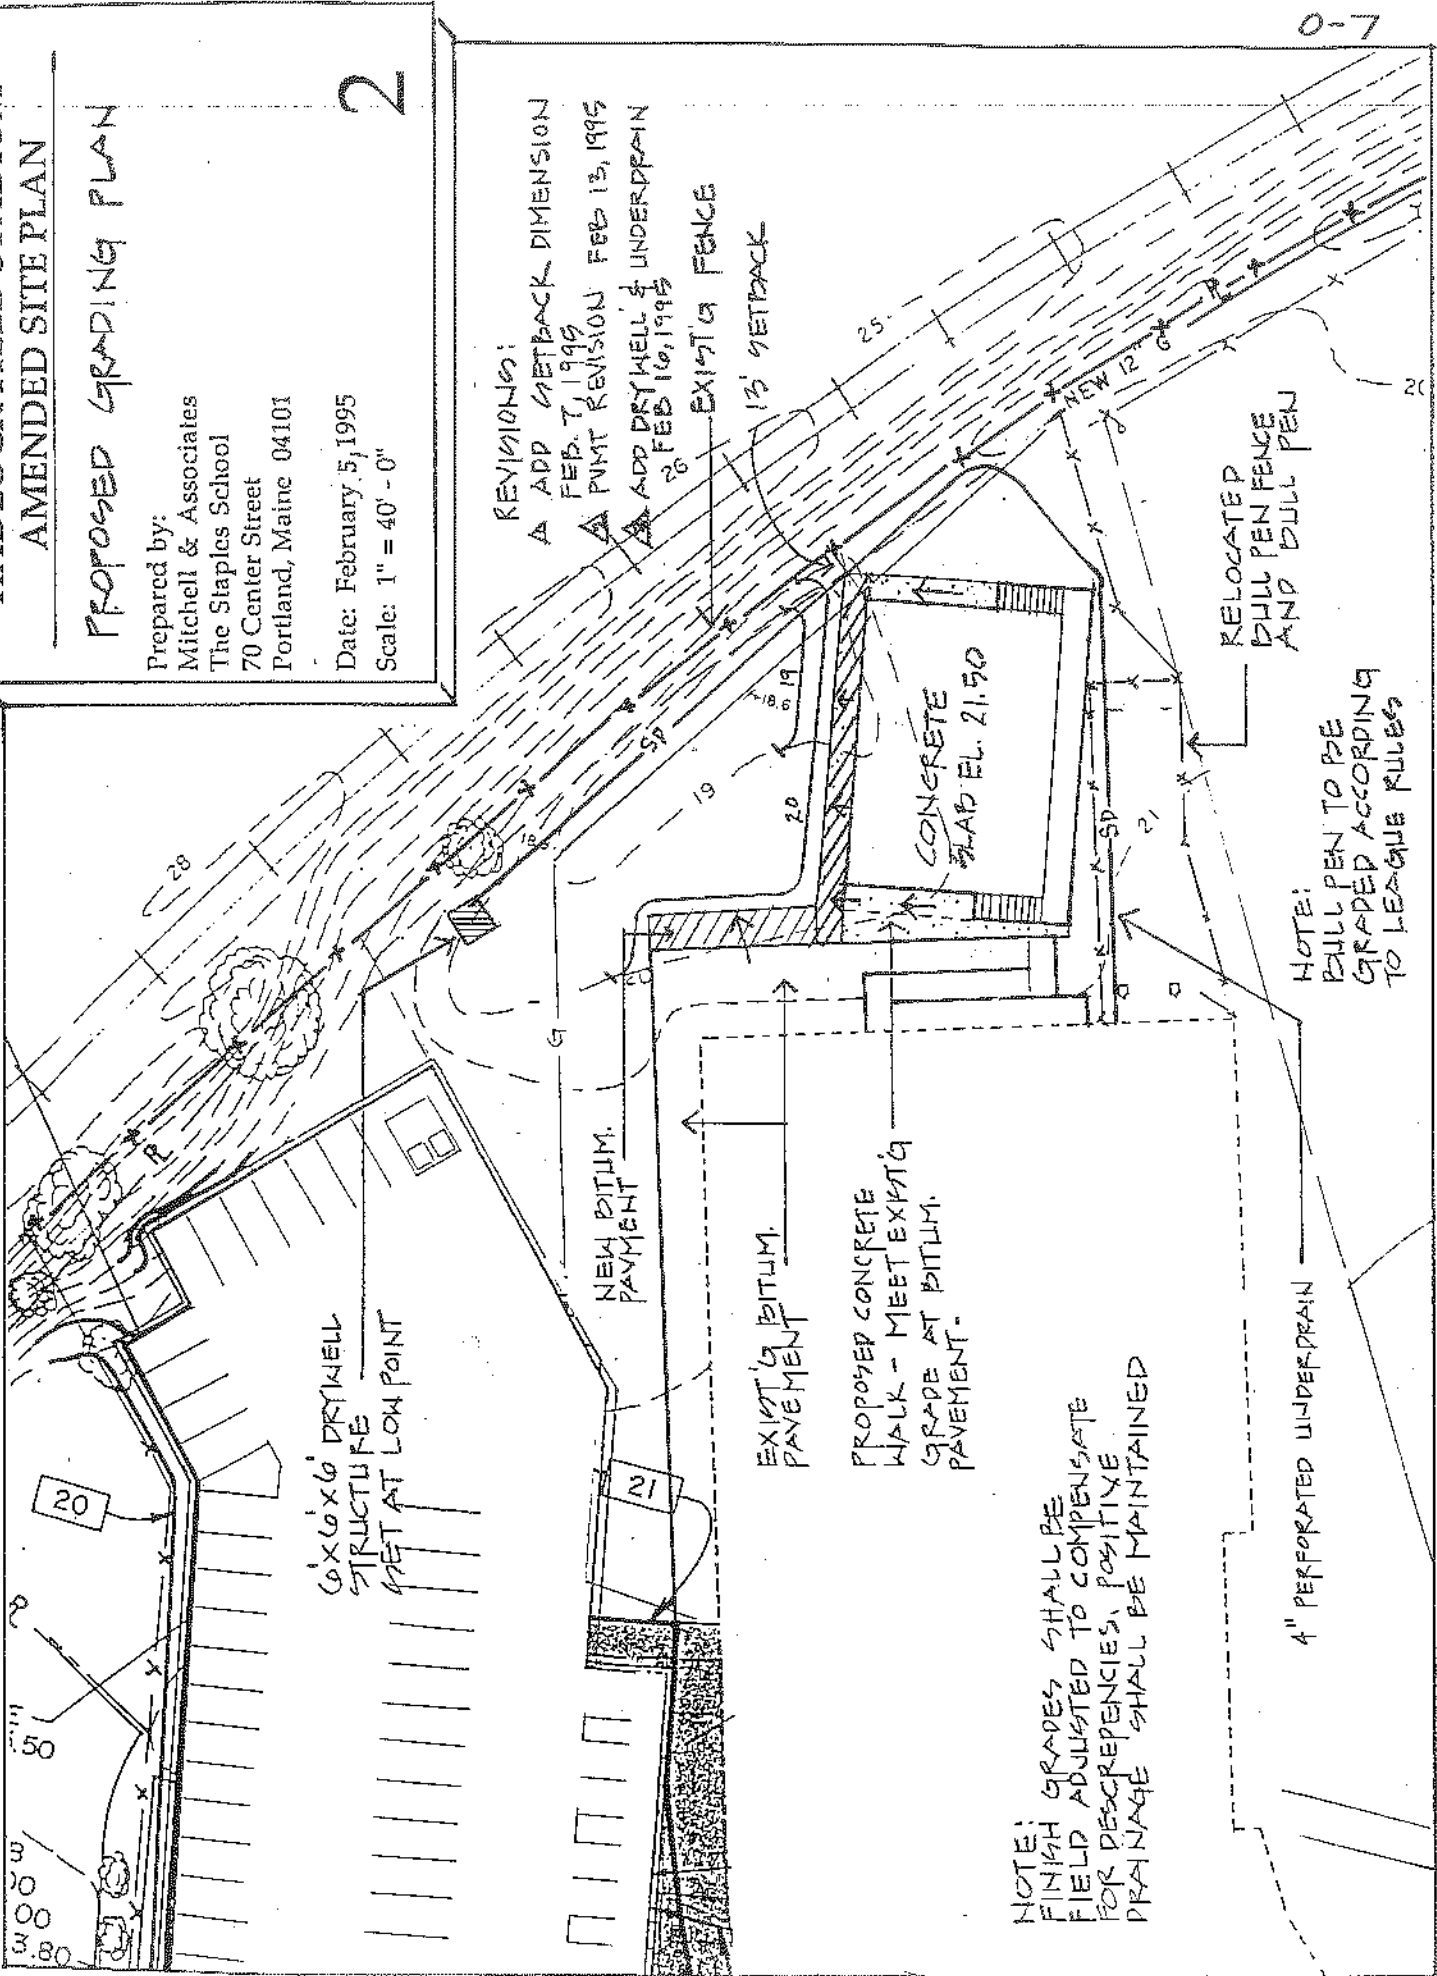 AMENDED SITE PLAN
PROPOSED GRADING PLAN
Prepared by:
Mitchell & Associates
The Staples School
70 Center Street
Portland, Maine 04101
Date: February 5, 1995
Scale: 1" = 40' - 0"
2
0-7
REVISIONS:
ADD SETBACK DIMENSION
FEB. 7, 1995
PVMT REVISION FEB 13, 1995
ADD DRYWELL & UNDERDRAIN
FEB 16, 1995
EXIST'G FENCE
13' SETBACK
28
26
25
NEW 12" G
SD
18.6
19
19
20
20
CONCRETE
SLAB EL. 21.50
SD
21
G
RELOCATED
BULL PEN FENCE
AND BULL PEN
NOTE:
BULL PEN TO BE
GRADED ACCORDING
TO LEAGUE RULES
6'x6'x6' DRYWELL
STRUCTURE
SET AT LOW POINT
NEW BITUM.
PAVMENT
EXIST'G BITUM.
PAVEMENT
PROPOSED CONCRETE
WALK - MEET EXIST'G
GRADE AT BITUM.
PAVEMENT.
4" PERFORATED UNDERDRAIN
20
21
NOTE:
FINISH GRADES SHALL BE
FIELD ADJUSTED TO COMPENSATE
FOR DESCREPENCIES, POSITIVE
DRAINAGE SHALL BE MAINTAINED
.50
00
3.80